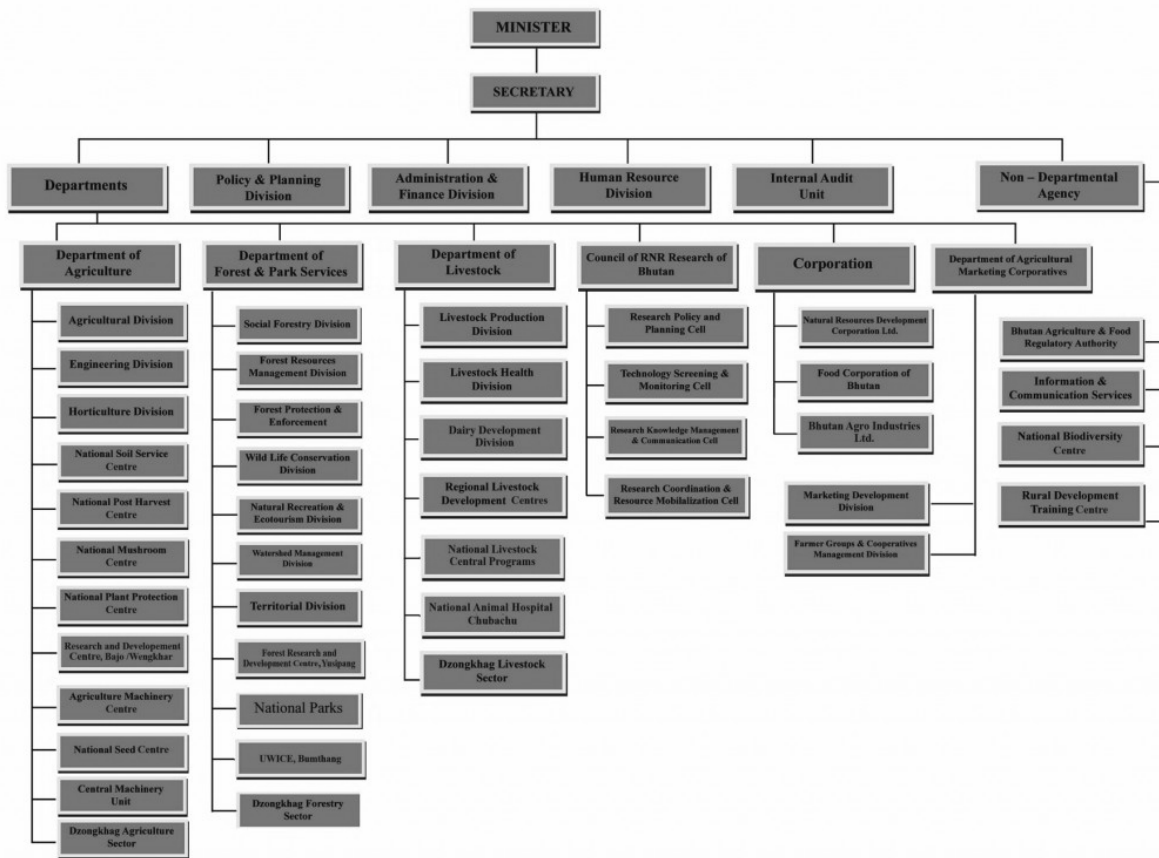 MINISTER
SECRETARY
Departments
Policy & Planning
Division
Administration &
Finance Division
Human Resource
Division
Internal Audit
Unit
Non – Departmental
Agency
Department of
Agriculture
Department of
Forest & Park Services
Department of
Livestock
Council of RNR Research of
Bhutan
Corporation
Department of Agricultural
Marketing Corporatives
Agricultural Division
Engineering Division
Horticulture Division
National Soil Service
Centre
National Post Harvest
Centre
National Mushroom
Centre
National Plant Protection
Centre
Research and Developement
Centre, Bajo /Wengkhar
Agriculture Machinery
Centre
National Seed Centre
Central Machinery
Unit
Dzongkhag Agriculture
Sector
Social Forestry Division
Forest Resources
Management Division
Forest Protection &
Enforcement
Wild Life Conservation
Division
Natural Recreation &
Ecotourism Division
Watershed Management
Division
Territorial Division
Forest Research and
Development Centre, Yusipang
National Parks
UWICE, Bumthang
Dzongkhag Forestry
Sector
Livestock Production
Division
Livestock Health
Division
Dairy Development
Division
Regional Livestock
Development Centres
National Livestock
Central Programs
National Animal Hospital
Chubachu
Dzongkhag Livestock
Sector
Research Policy and
Planning Cell
Technology Screening &
Monitoring Cell
Research Knowledge Management
& Communication Cell
Research Coordination &
Resource Mobilalization Cell
Natural Resources Development
Corporation Ltd.
Food Corporation of
Bhutan
Bhutan Agro Industries
Ltd.
Marketing Development
Division
Farmer Groups & Cooperatives
Management Division
Bhutan Agriculture & Food
Regulatory Authority
Information &
Communication Services
National Biodiversity
Centre
Rural Development
Training Centre